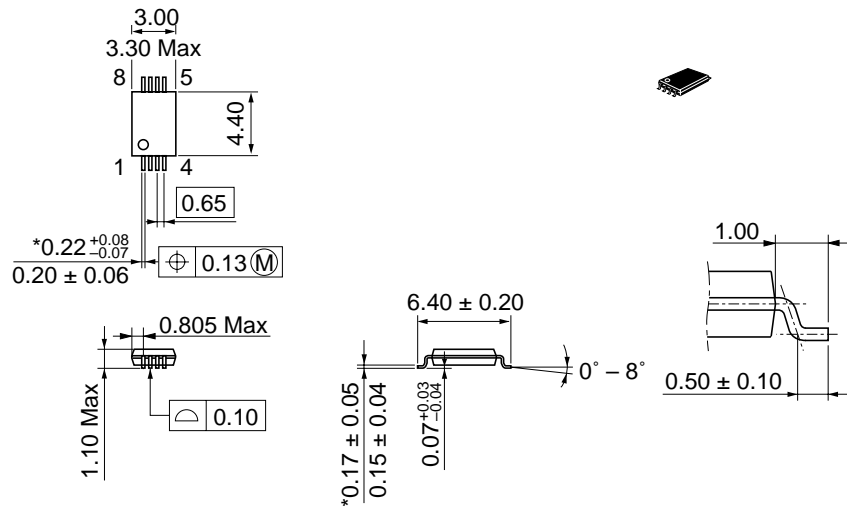 3.00
3.30 Max
8 5
4.40
1 4
0.65
*0.22 +0.08 −0.07
0.20 ± 0.06
0.13 Ⓜ
0.805 Max
1.10 Max
0.10
6.40 ± 0.20
0° – 8°
*0.17 ± 0.05
0.15 ± 0.04
0.07 +0.03 −0.04
1.00
0.50 ± 0.10